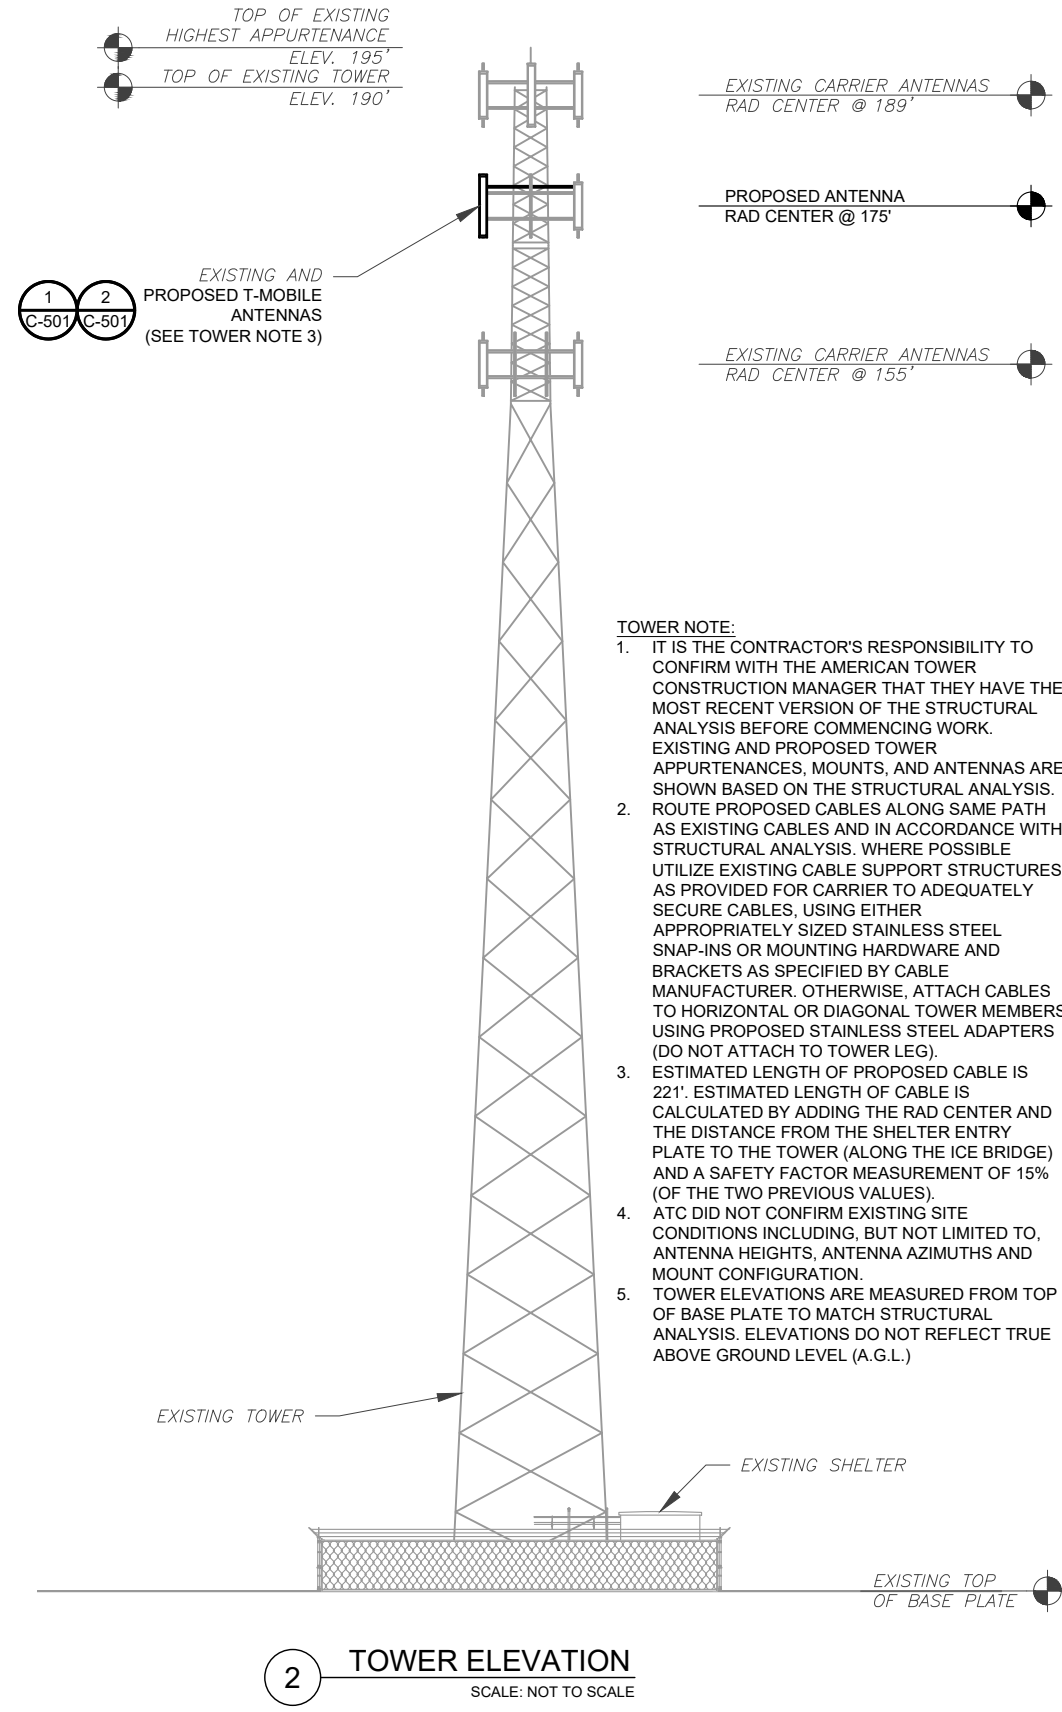 TOP OF EXISTING
HIGHEST APPURTENANCE
ELEV. 195'
TOP OF EXISTING TOWER
ELEV. 190'
EXISTING CARRIER ANTENNAS
RAD CENTER @ 189'
PROPOSED ANTENNA
RAD CENTER @ 175'
EXISTING AND
PROPOSED T-MOBILE
ANTENNAS
(SEE TOWER NOTE 3)
1
C-501
2
C-501
EXISTING CARRIER ANTENNAS
RAD CENTER @ 155'
TOWER NOTE:
1. IT IS THE CONTRACTOR'S RESPONSIBILITY TO
CONFIRM WITH THE AMERICAN TOWER
CONSTRUCTION MANAGER THAT THEY HAVE THE
MOST RECENT VERSION OF THE STRUCTURAL
ANALYSIS BEFORE COMMENCING WORK.
EXISTING AND PROPOSED TOWER
APPURTENANCES, MOUNTS, AND ANTENNAS ARE
SHOWN BASED ON THE STRUCTURAL ANALYSIS.
2. ROUTE PROPOSED CABLES ALONG SAME PATH
AS EXISTING CABLES AND IN ACCORDANCE WITH
STRUCTURAL ANALYSIS. WHERE POSSIBLE
UTILIZE EXISTING CABLE SUPPORT STRUCTURES
AS PROVIDED FOR CARRIER TO ADEQUATELY
SECURE CABLES, USING EITHER
APPROPRIATELY SIZED STAINLESS STEEL
SNAP-INS OR MOUNTING HARDWARE AND
BRACKETS AS SPECIFIED BY CABLE
MANUFACTURER. OTHERWISE, ATTACH CABLES
TO HORIZONTAL OR DIAGONAL TOWER MEMBERS
USING PROPOSED STAINLESS STEEL ADAPTERS
(DO NOT ATTACH TO TOWER LEG).
3. ESTIMATED LENGTH OF PROPOSED CABLE IS
221'. ESTIMATED LENGTH OF CABLE IS
CALCULATED BY ADDING THE RAD CENTER AND
THE DISTANCE FROM THE SHELTER ENTRY
PLATE TO THE TOWER (ALONG THE ICE BRIDGE)
AND A SAFETY FACTOR MEASUREMENT OF 15%
(OF THE TWO PREVIOUS VALUES).
4. ATC DID NOT CONFIRM EXISTING SITE
CONDITIONS INCLUDING, BUT NOT LIMITED TO,
ANTENNA HEIGHTS, ANTENNA AZIMUTHS AND
MOUNT CONFIGURATION.
5. TOWER ELEVATIONS ARE MEASURED FROM TOP
OF BASE PLATE TO MATCH STRUCTURAL
ANALYSIS. ELEVATIONS DO NOT REFLECT TRUE
ABOVE GROUND LEVEL (A.G.L.)
EXISTING TOWER
EXISTING SHELTER
EXISTING TOP
OF BASE PLATE
2 TOWER ELEVATION
SCALE: NOT TO SCALE